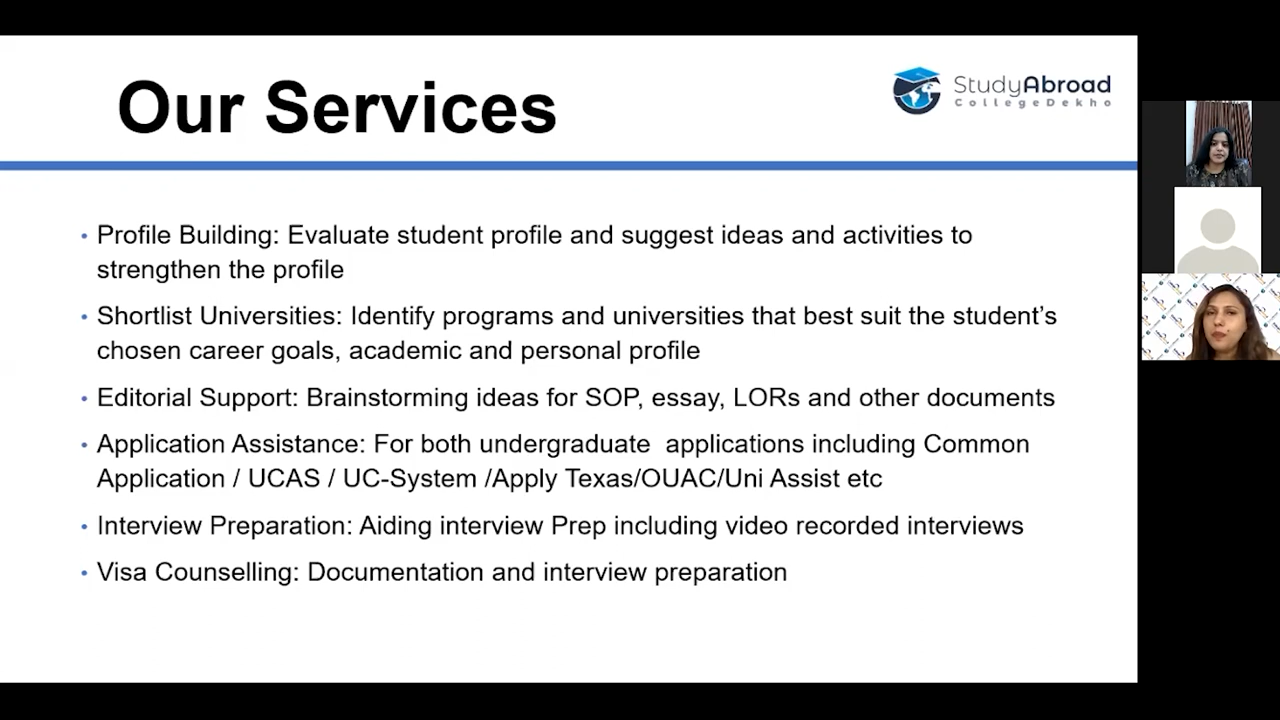 Our Services
StudyAbroad
CollegeDekho
• Profile Building: Evaluate student profile and suggest ideas and activities to
strengthen the profile
• Shortlist Universities: Identify programs and universities that best suit the student’s
chosen career goals, academic and personal profile
• Editorial Support: Brainstorming ideas for SOP, essay, LORs and other documents
• Application Assistance: For both undergraduate  applications including Common
Application / UCAS / UC-System /Apply Texas/OUAC/Uni Assist etc
• Interview Preparation: Aiding interview Prep including video recorded interviews
• Visa Counselling: Documentation and interview preparation